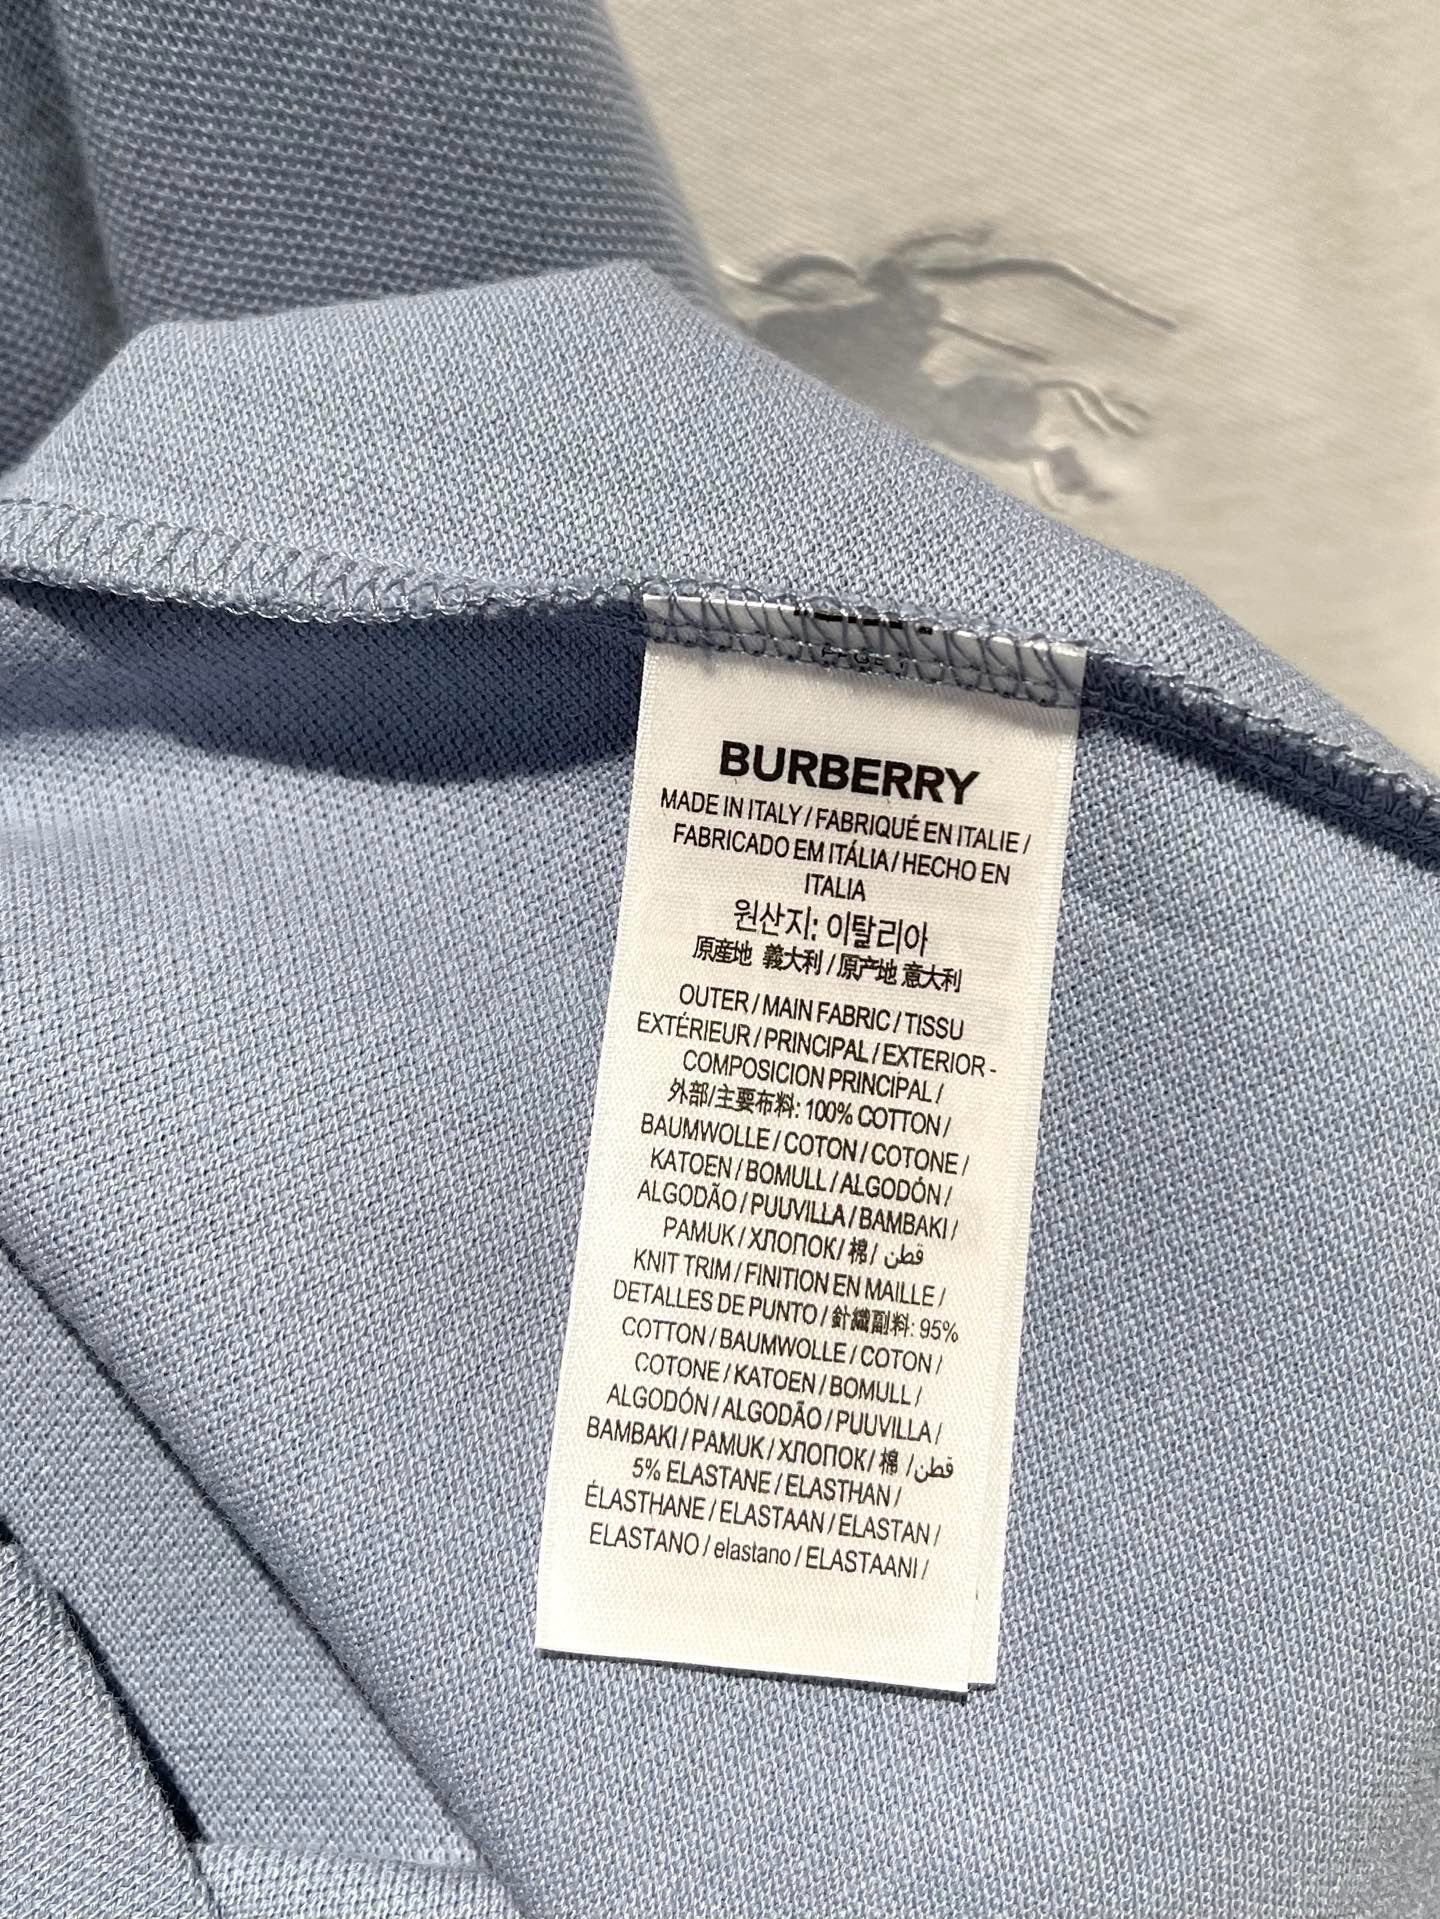 BURBERRY
MADE IN ITALY / FABRIQUÉ EN ITALIE /
FABRICADO EM ITÁLIA / HECHO EN
ITALIA
원산지: 이탈리아
原産地 義大利 / 原产地 意大利
OUTER / MAIN FABRIC / TISSU
EXTÉRIEUR / PRINCIPAL / EXTERIOR -
COMPOSICION PRINCIPAL /
外部/主要布料: 100% COTTON /
BAUMWOLLE / COTON / COTONE /
KATOEN / BOMULL / ALGODÓN /
ALGODÃO / PUUVILLA / BAMBAKI /
PAMUK / ХЛОПОК / 棉 / قطن
KNIT TRIM / FINITION EN MAILLE /
DETALLES DE PUNTO / 針織副料: 95%
COTTON / BAUMWOLLE / COTON /
COTONE / KATOEN / BOMULL /
ALGODÓN / ALGODÃO / PUUVILLA /
BAMBAKI / PAMUK / ХЛОПОК / 棉 / قطن
5% ELASTANE / ELASTHAN /
ÉLASTHANE / ELASTAAN / ELASTAN /
ELASTANO / elastano / ELASTAANI /